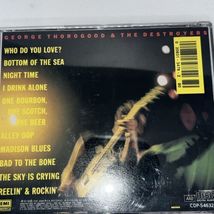 GEORGE THOROGOOD & THE DESTROYERS
WHO DO YOU LOVE?
BOTTOM OF THE SEA
NIGHT TIME
I DRINK ALONE
ONE BOURBON,
ONE SCOTCH,
ONE BEER
ALLEY OOP
MADISON BLUES
BAD TO THE BONE
THE SKY IS CRYING
REELIN' & ROCKIN'
EMI